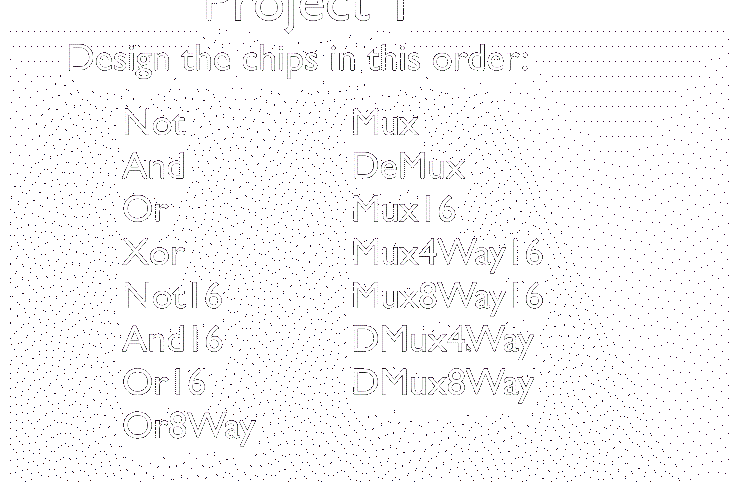 Project 1
Design the chips in this order:
Not
And
Or
Xor
Not16
And16
Or16
Or8Way
Mux
DeMux
Mux16
Mux4Way16
Mux8Way16
DMux4Way
DMux8Way